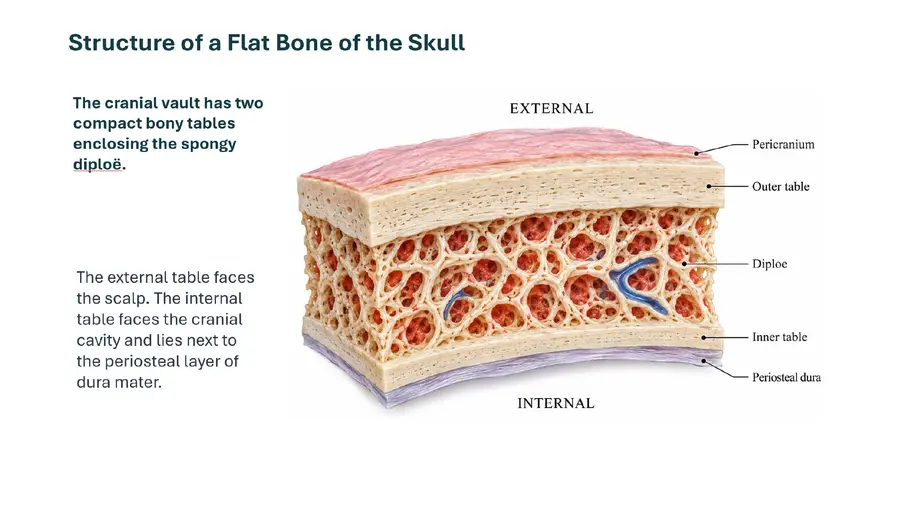 Structure of a Flat Bone of the Skull
The cranial vault has two
compact bony tables
enclosing the spongy
diploë.
The external table faces
the scalp. The internal
table faces the cranial
cavity and lies next to
the periosteal layer of
dura mater.
EXTERNAL
Pericranium
Outer table
Diploe
Inner table
Periosteal dura
INTERNAL